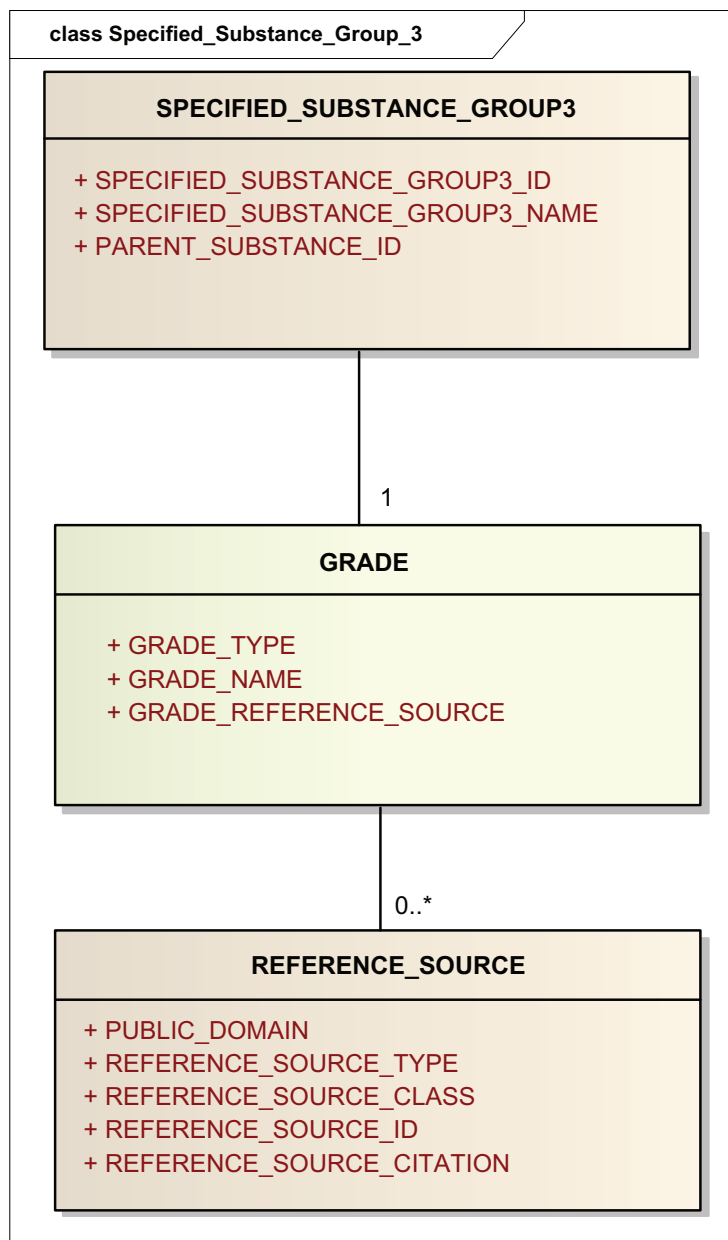 class Specified_Substance_Group_3
SPECIFIED_SUBSTANCE_GROUP3
+ SPECIFIED_SUBSTANCE_GROUP3_ID
+ SPECIFIED_SUBSTANCE_GROUP3_NAME
+ PARENT_SUBSTANCE_ID
1
GRADE
+ GRADE_TYPE
+ GRADE_NAME
+ GRADE_REFERENCE_SOURCE
0..*
REFERENCE_SOURCE
+ PUBLIC_DOMAIN
+ REFERENCE_SOURCE_TYPE
+ REFERENCE_SOURCE_CLASS
+ REFERENCE_SOURCE_ID
+ REFERENCE_SOURCE_CITATION